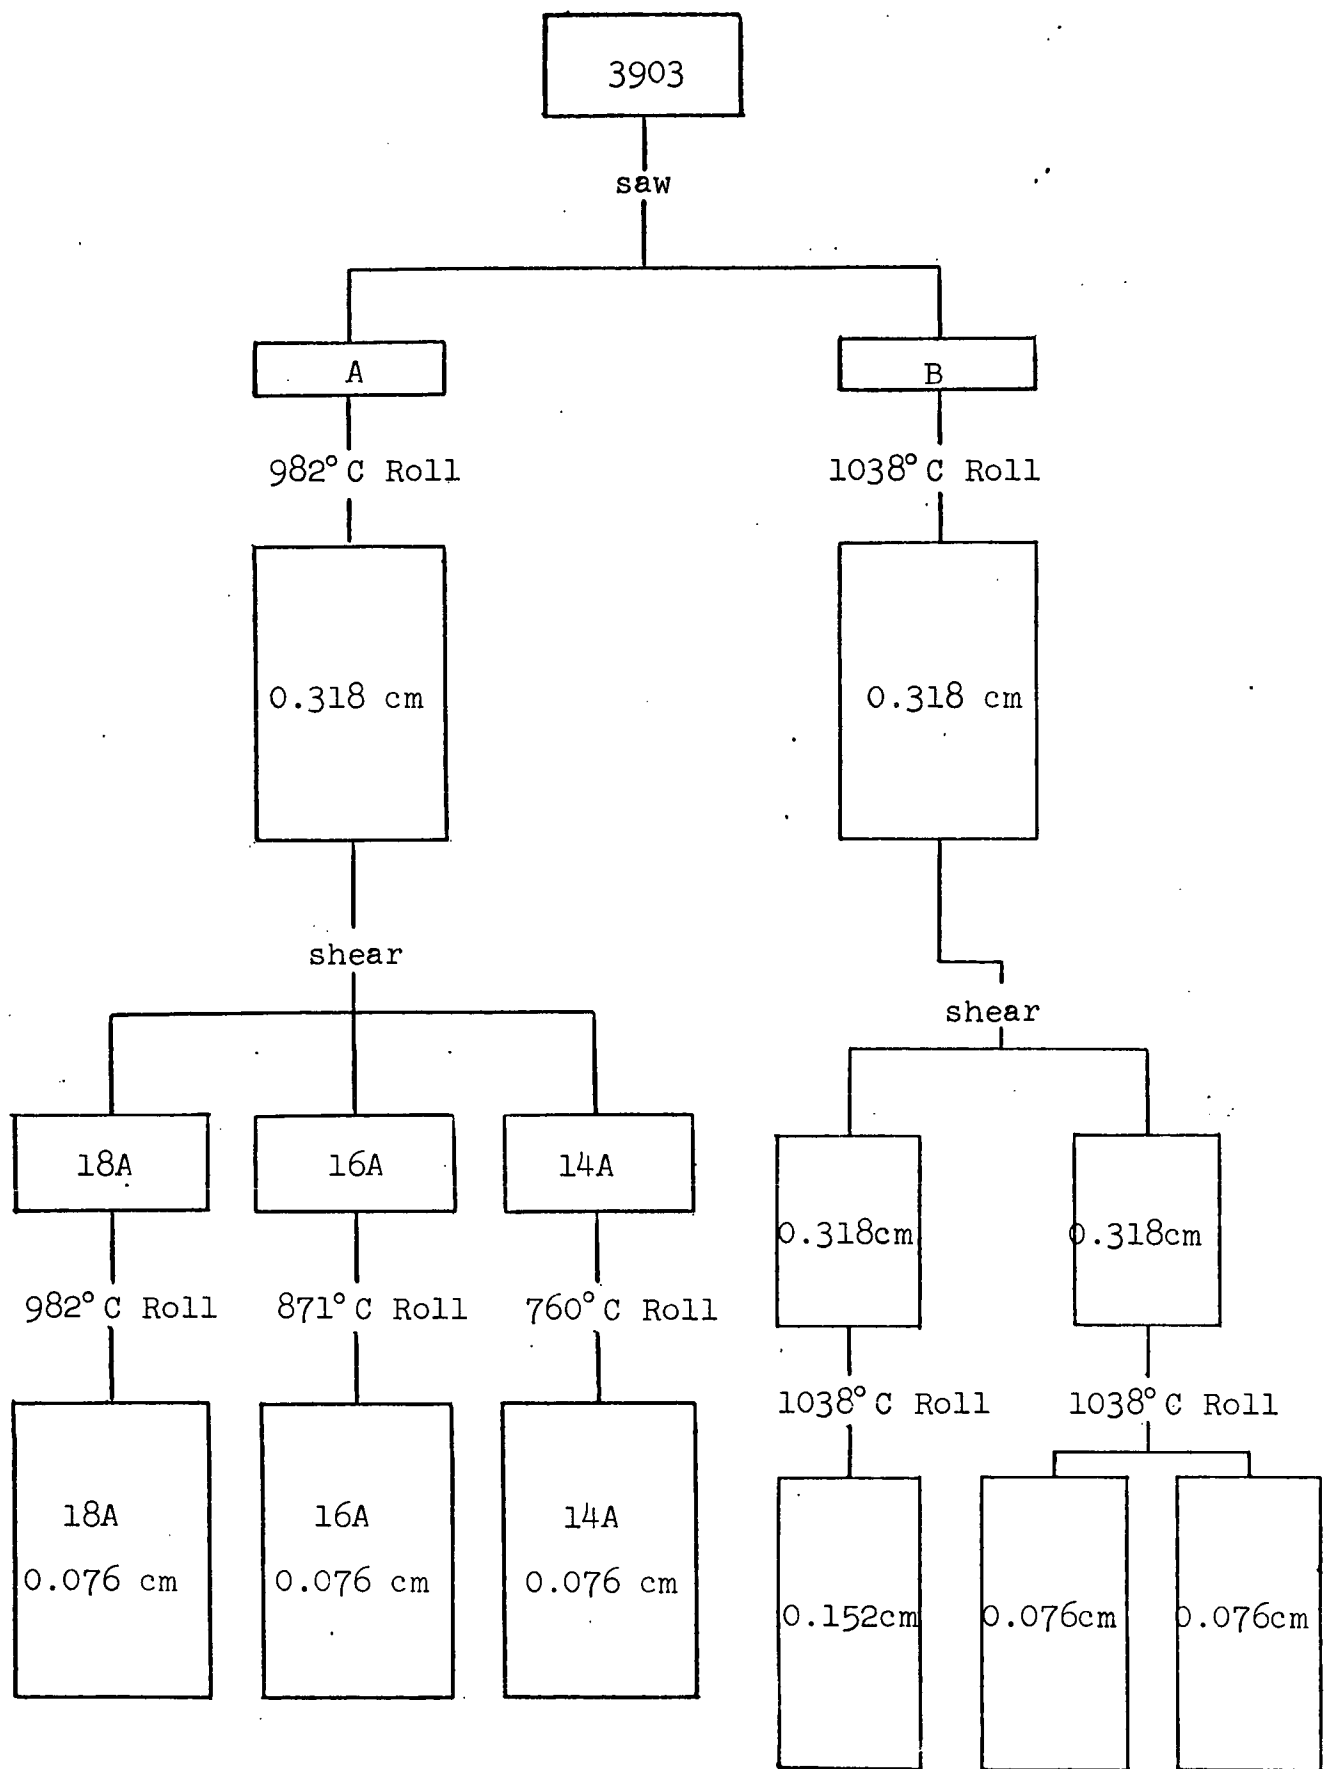 3903
saw
A
B
982°C Roll
1038°C Roll
0.318 cm
0.318 cm
shear
shear
18A
16A
14A
0.318cm
0.318cm
982°C Roll
871°C Roll
760°C Roll
1038°C Roll
1038°C Roll
18A
0.076 cm
16A
0.076 cm
14A
0.076 cm
0.152cm
0.076cm
0.076cm